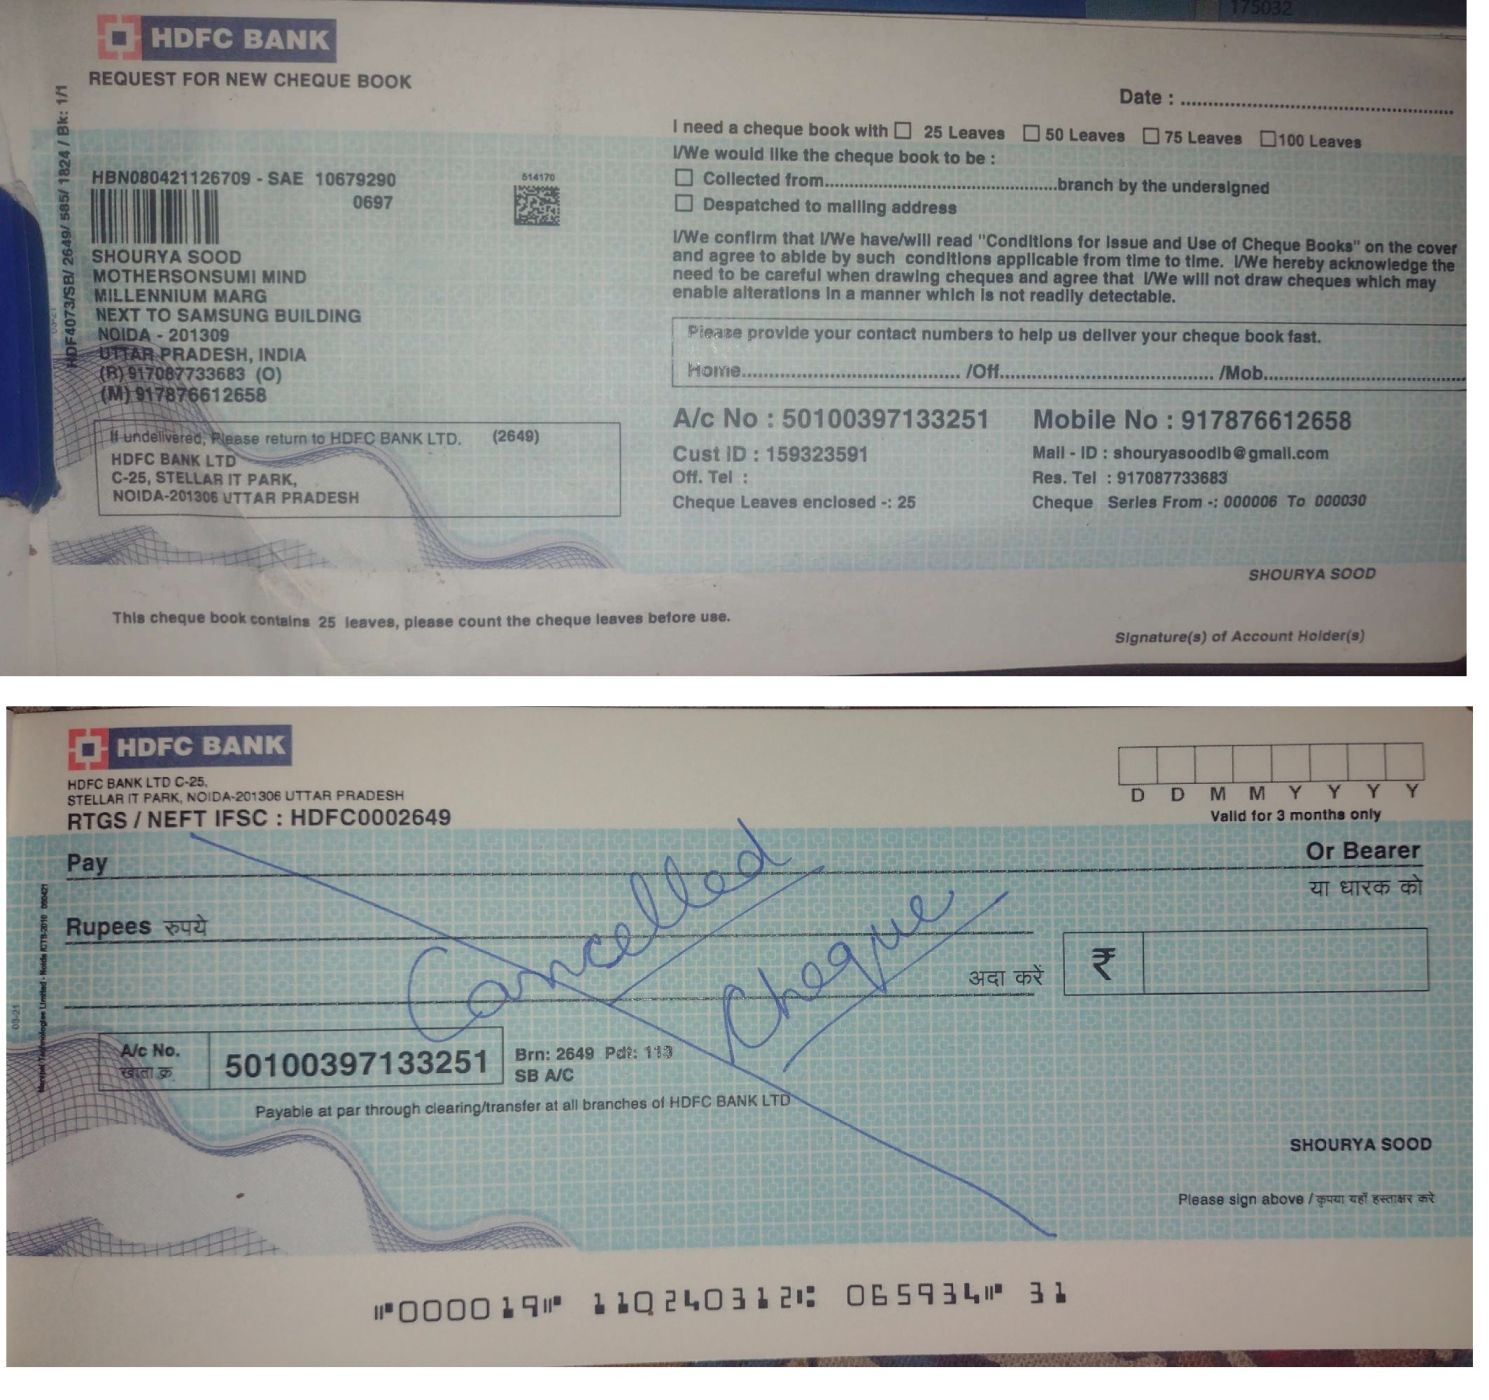 175032
HDFC BANK
REQUEST FOR NEW CHEQUE BOOK
Date :
I need a cheque book with 25 Leaves 50 Leaves 75 Leaves 100 Leaves
I/We would like the cheque book to be :
Collected from branch by the undersigned
Despatched to mailing address
HDF4073/SB/ 2649/ 585/ 1824 / Bk: 1/1
HBN080421126709 - SAE 10679290
0697
514170
SHOURYA SOOD
MOTHERSONSUMI MIND
MILLENNIUM MARG
NEXT TO SAMSUNG BUILDING
NOIDA - 201309
UTTAR PRADESH, INDIA
(R) 917087733683 (O)
(M) 917876612658
I/We confirm that I/We have/will read "Conditions for Issue and Use of Cheque Books" on the cover
and agree to abide by such conditions applicable from time to time. I/We hereby acknowledge the
need to be careful when drawing cheques and agree that I/We will not draw cheques which may
enable alterations in a manner which is not readily detectable.
Please provide your contact numbers to help us deliver your cheque book fast.
Home /Off /Mob
If undelivered, Please return to HDFC BANK LTD. (2649)
HDFC BANK LTD
C-25, STELLAR IT PARK,
NOIDA-201306 UTTAR PRADESH
A/c No : 50100397133251 Mobile No : 917876612658
Cust ID : 159323591 Mail - ID : shouryasoodlb@gmail.com
Off. Tel : Res. Tel : 917087733683
Cheque Leaves enclosed -: 25 Cheque Series From -: 000006 To 000030
SHOURYA SOOD
This cheque book contains 25 leaves, please count the cheque leaves before use.
Signature(s) of Account Holder(s)
HDFC BANK
HDFC BANK LTD C-25,
STELLAR IT PARK, NOIDA-201306 UTTAR PRADESH
RTGS / NEFT IFSC : HDFC0002649
D D M M Y Y Y Y
Valid for 3 months only
Pay Or Bearer
या धारक को
Rupees रुपये
Cancelled
Cheque
अदा करें ₹
A/c No.
खाता क्र.
50100397133251
Brn: 2649 Pdt: 113
SB A/C
Payable at par through clearing/transfer at all branches of HDFC BANK LTD
SHOURYA SOOD
Please sign above / कृपया यहाँ हस्ताक्षर करे
03-21
⑈000019⑈ 110240312⑆ 065934⑈ 31